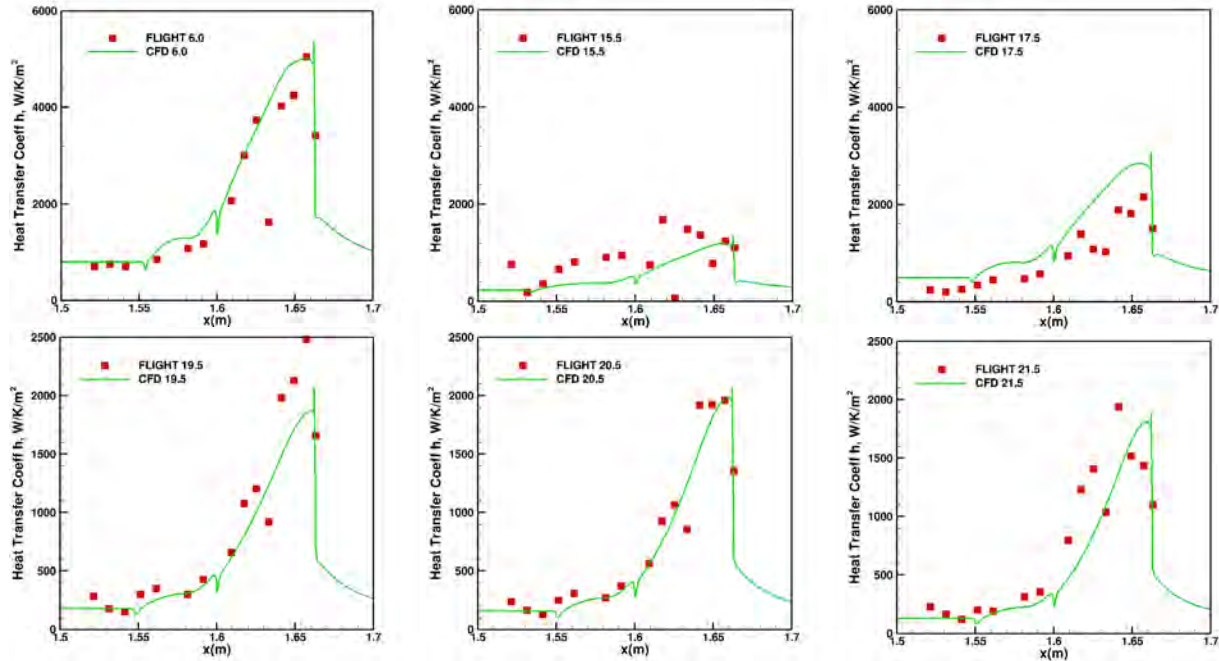 6000
4000
2000
0
Heat Transfer Coeff h, W/K/m²
FLIGHT 6.0
CFD 6.0
1.5
1.55
1.6
1.65
1.7
x(m)
6000
4000
2000
0
Heat Transfer Coeff h, W/K/m²
FLIGHT 15.5
CFD 15.5
1.5
1.55
1.6
1.65
1.7
x(m)
6000
4000
2000
0
Heat Transfer Coeff h, W/K/m²
FLIGHT 17.5
CFD 17.5
1.5
1.55
1.6
1.65
1.7
x(m)
2500
2000
1500
1000
500
0
Heat Transfer Coeff h, W/K/m²
FLIGHT 19.5
CFD 19.5
1.5
1.55
1.6
1.65
1.7
x(m)
2500
2000
1500
1000
500
0
Heat Transfer Coeff h, W/K/m²
FLIGHT 20.5
CFD 20.5
1.5
1.55
1.6
1.65
1.7
x(m)
2500
2000
1500
1000
500
0
Heat Transfer Coeff h, W/K/m²
FLIGHT 21.5
CFD 21.5
1.5
1.55
1.6
1.65
1.7
x(m)